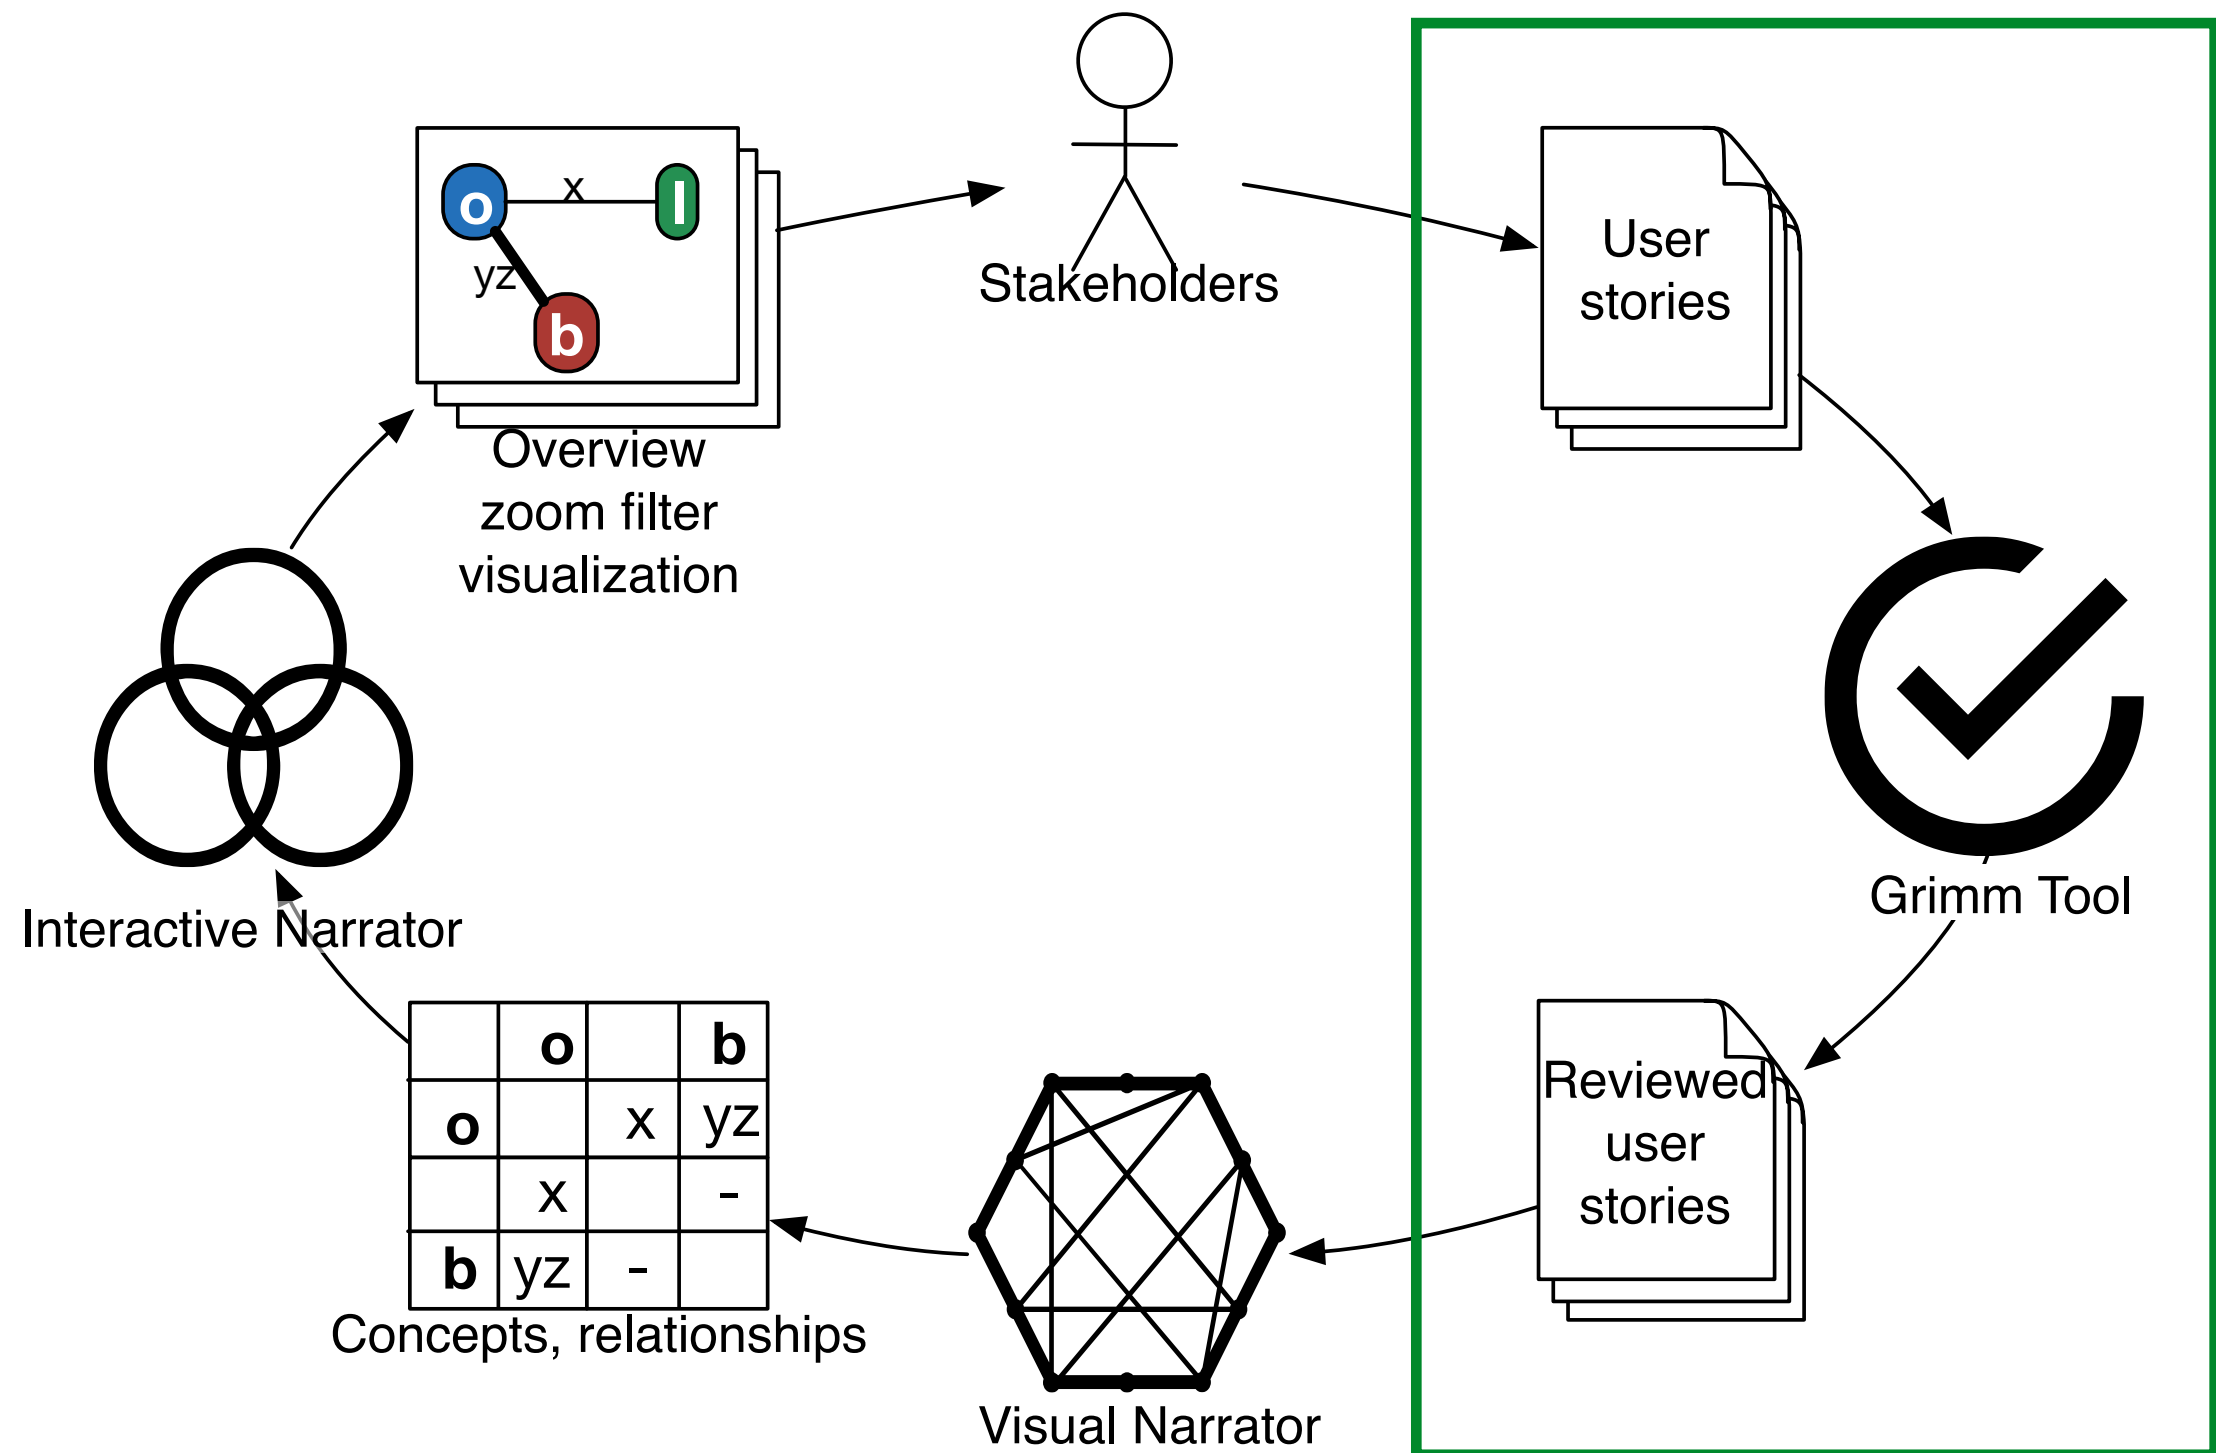 o x l
yz
b
Overview
zoom filter
visualization
Stakeholders
User
stories
Grimm Tool
Reviewed
user
stories
Visual Narrator
o b
o x yz
x -
b yz -
Concepts, relationships
Interactive Narrator